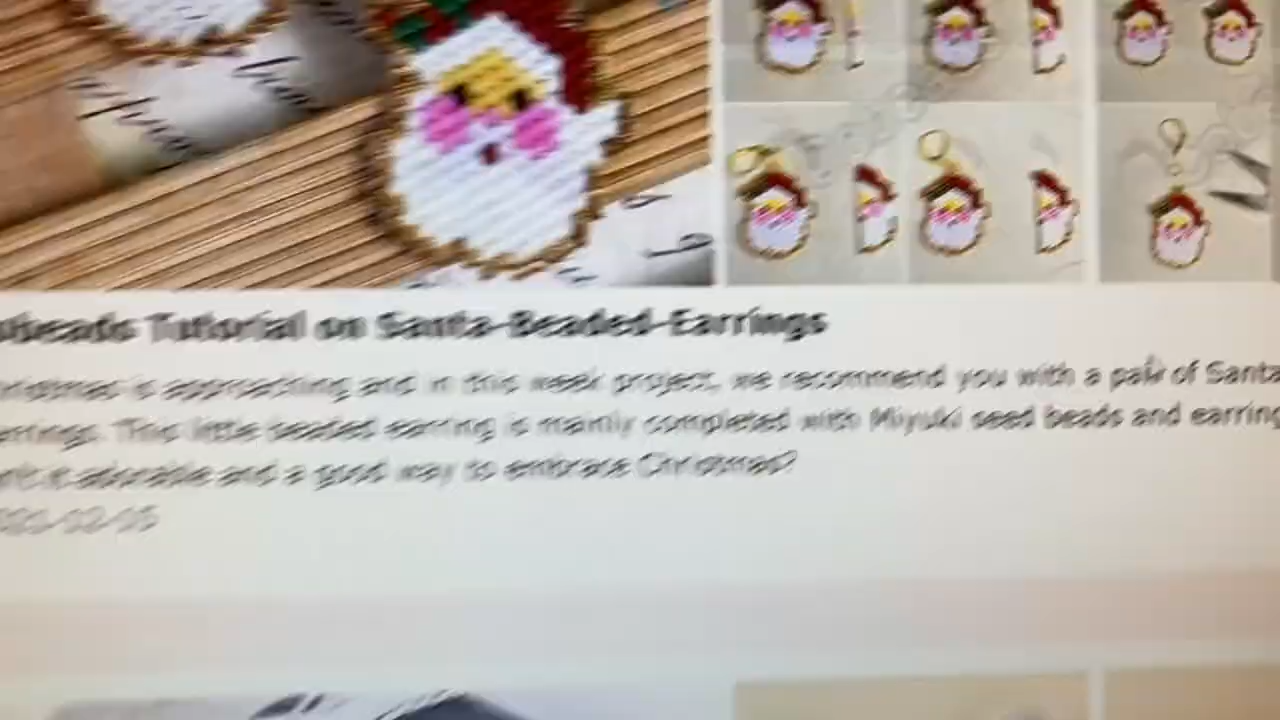 Tutorial on Santa-Beaded-Earrings
is approaching and in this week project, we recommend you with a pair of Santa
This little beaded earring is mainly completed with Miyuki seed beads and earring
it adorable and a good way to embrace Christmas?